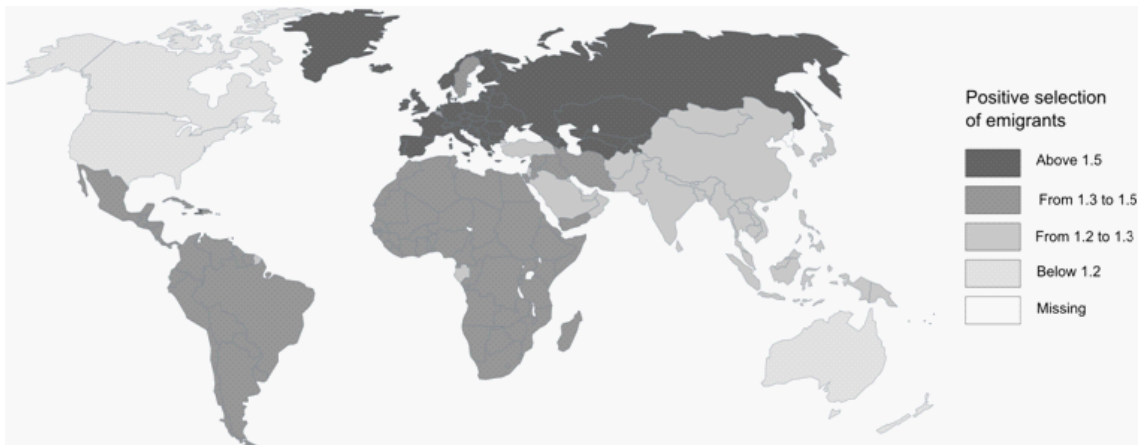 Positive selection
of emigrants
Above 1.5
From 1.3 to 1.5
From 1.2 to 1.3
Below 1.2
Missing